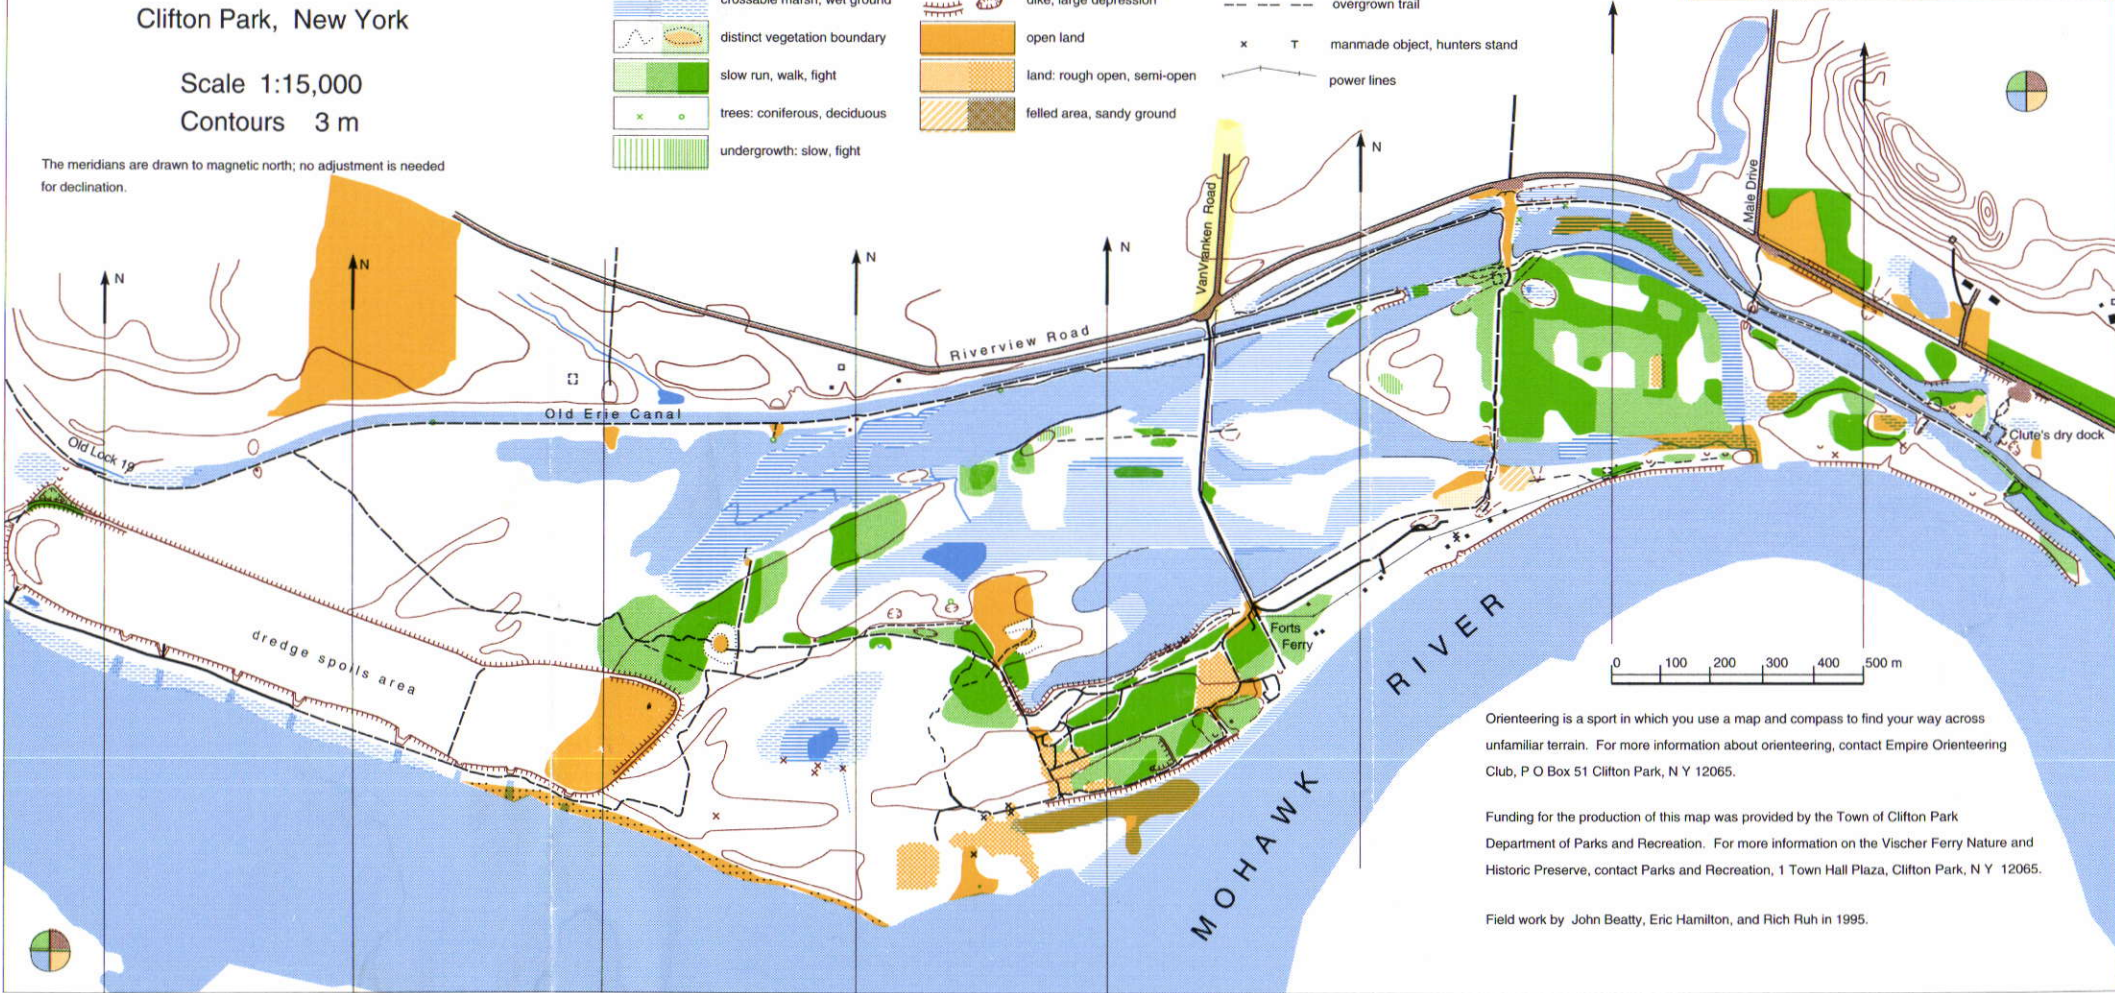 Clifton Park, New York
Scale 1:15,000
Contours 3 m
The meridians are drawn to magnetic north; no adjustment is needed
for declination.
crossable marsh, wet ground
distinct vegetation boundary
slow run, walk, fight
trees: coniferous, deciduous
undergrowth: slow, fight
dike, large depression
open land
land: rough open, semi-open
felled area, sandy ground
overgrown trail
x T manmade object, hunters stand
power lines
N
N
N
N
N
VanVranken Road
Male Drive
Riverview Road
Old Erie Canal
Old Lock 19
Clute's dry dock
dredge spoils area
Forts
Ferry
MOHAWK RIVER
0 100 200 300 400 500 m
Orienteering is a sport in which you use a map and compass to find your way across
unfamiliar terrain. For more information about orienteering, contact Empire Orienteering
Club, P O Box 51 Clifton Park, N Y 12065.
Funding for the production of this map was provided by the Town of Clifton Park
Department of Parks and Recreation. For more information on the Vischer Ferry Nature and
Historic Preserve, contact Parks and Recreation, 1 Town Hall Plaza, Clifton Park, N Y 12065.
Field work by John Beatty, Eric Hamilton, and Rich Ruh in 1995.